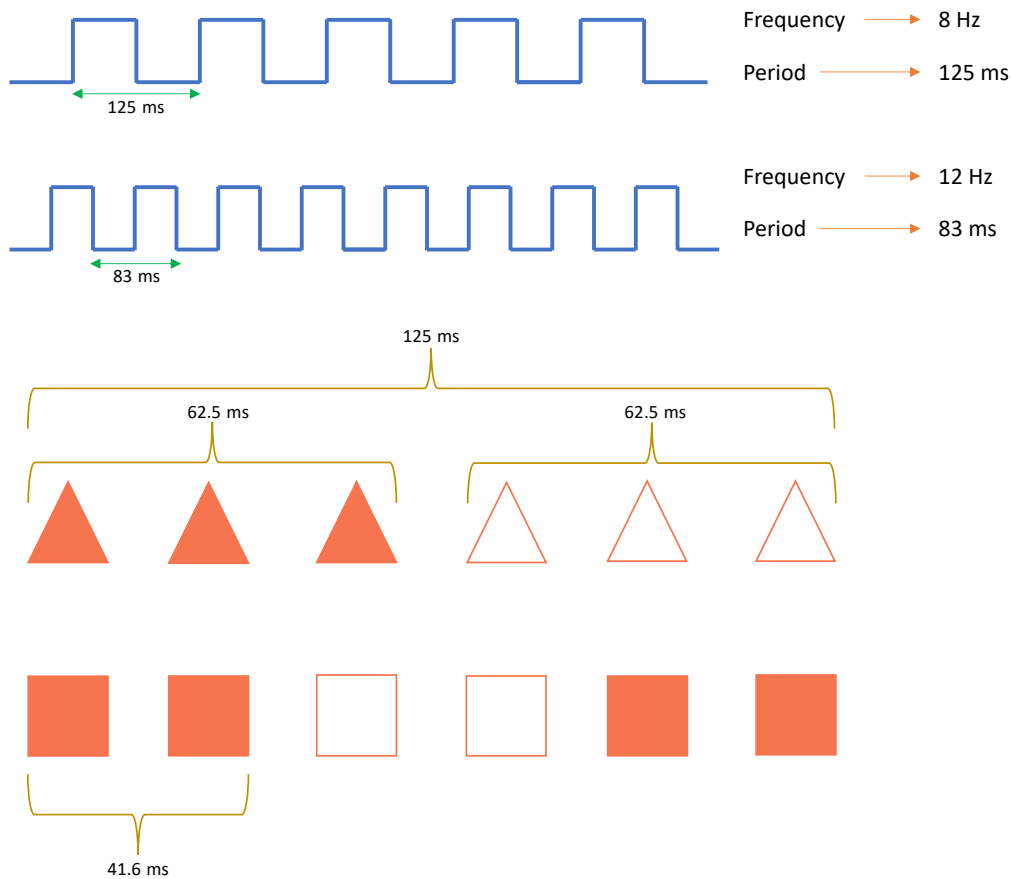 Frequency 8 Hz
Period 125 ms
125 ms
Frequency 12 Hz
Period 83 ms
83 ms
125 ms
62.5 ms 62.5 ms
41.6 ms